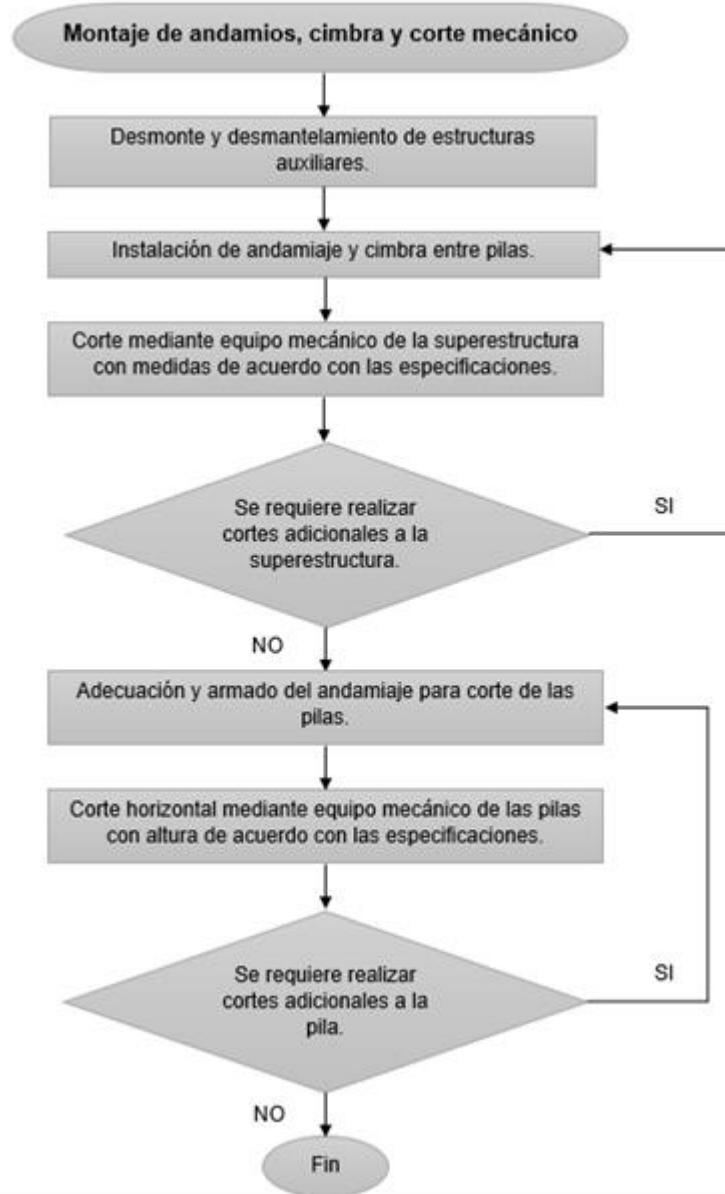 Montaje de andamios, cimbra y corte mecánico
Desmonte y desmantelamiento de estructuras
auxiliares.
Instalación de andamiaje y cimbra entre pilas.
Corte mediante equipo mecánico de la superestructura
con medidas de acuerdo con las especificaciones.
Se requiere realizar
cortes adicionales a la
superestructura.
SI
NO
Adecuación y armado del andamiaje para corte de las
pilas.
Corte horizontal mediante equipo mecánico de las pilas
con altura de acuerdo con las especificaciones.
Se requiere realizar
cortes adicionales a la
pila.
SI
NO
Fin